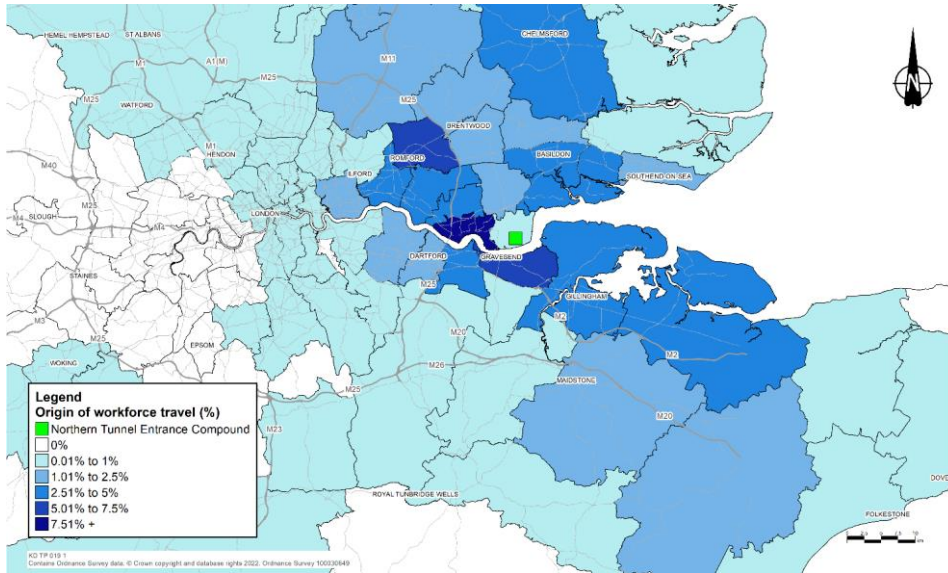 CHELMSFORD
HEMEL HEMPSTEAD
ST ALBANS
M11
A1(M)
M1
M25
M25
M25
WATFORD
BRENTWOOD
M1
HENDON
ROMFORD
BASILDON
M40
ILFORD
SOUTHEND-ON-SEA
M25
LONDON
SLOUGH
M4
M4
DARTFORD
GRAVESEND
STAINES
M25
GILLINGHAM
M3
M25
EPSOM
M20
M2
M2
WOKING
M26
M25
MAIDSTONE
M20
M23
ROYAL TUNBRIDGE WELLS
DOVE
FOLKESTONE
N
Legend
Origin of workforce travel (%)
Northern Tunnel Entrance Compound
0%
0.01% to 1%
1.01% to 2.5%
2.51% to 5%
5.01% to 7.5%
7.51% +
Contains Ordnance Survey data. © Crown copyright and database rights 2022. Ordnance Survey 100030649